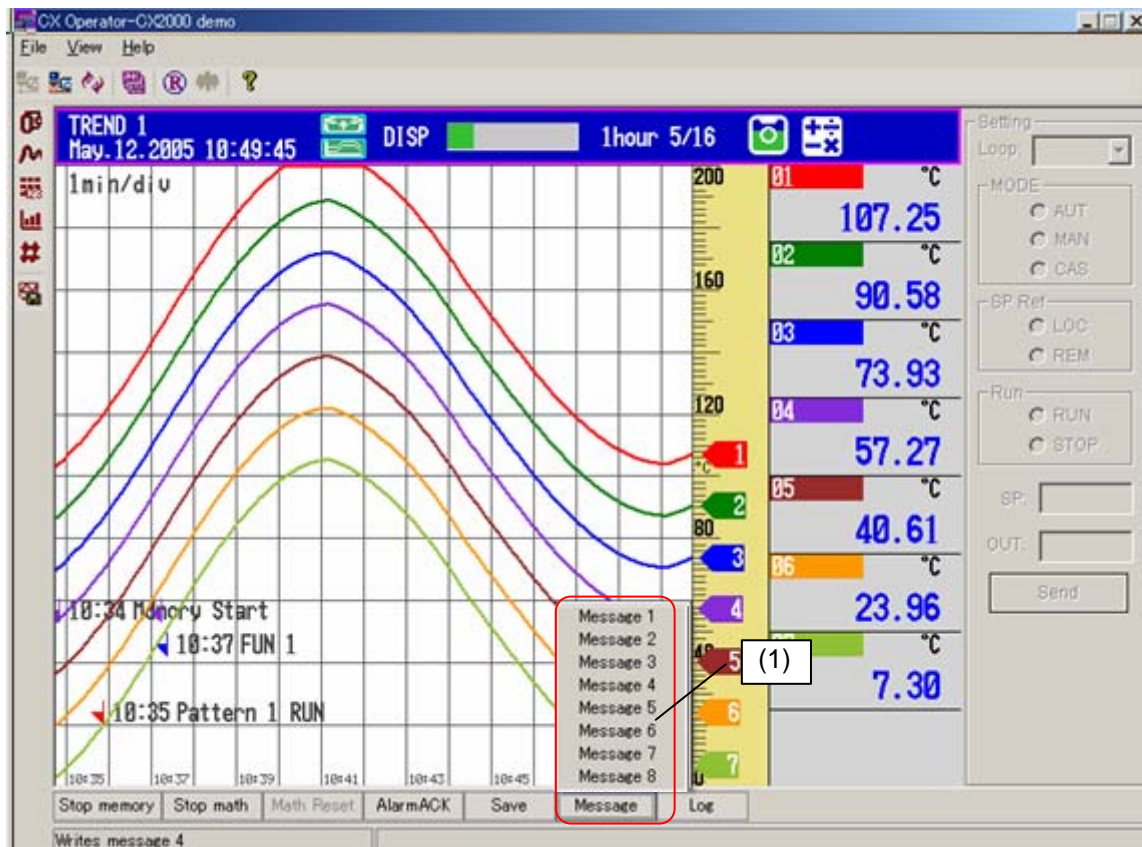 CX Operator-CX2000 demo
File View Help
TREND 1
May.12.2005 10:49:45
DISP
1hour 5/16
1min/div
200
160
120
°C
80
01 °C
107.25
02 °C
90.58
03 °C
73.93
04 °C
57.27
05 °C
40.61
06 °C
23.96
°C
7.30
1
2
3
4
5
6
7
(1)
10:34 Memory Start
10:37 FUN 1
10:35 Pattern 1 RUN
10:35 10:37 10:39 10:41 10:43 10:45
Message 1
Message 2
Message 3
Message 4
Message 5
Message 6
Message 7
Message 8
Setting
Loop:
MODE
AUT
MAN
CAS
SP Ref
LOC
REM
Run
RUN
STOP
SP:
OUT:
Send
Stop memory Stop math Math Reset AlarmACK Save Message Log
Writes message 4